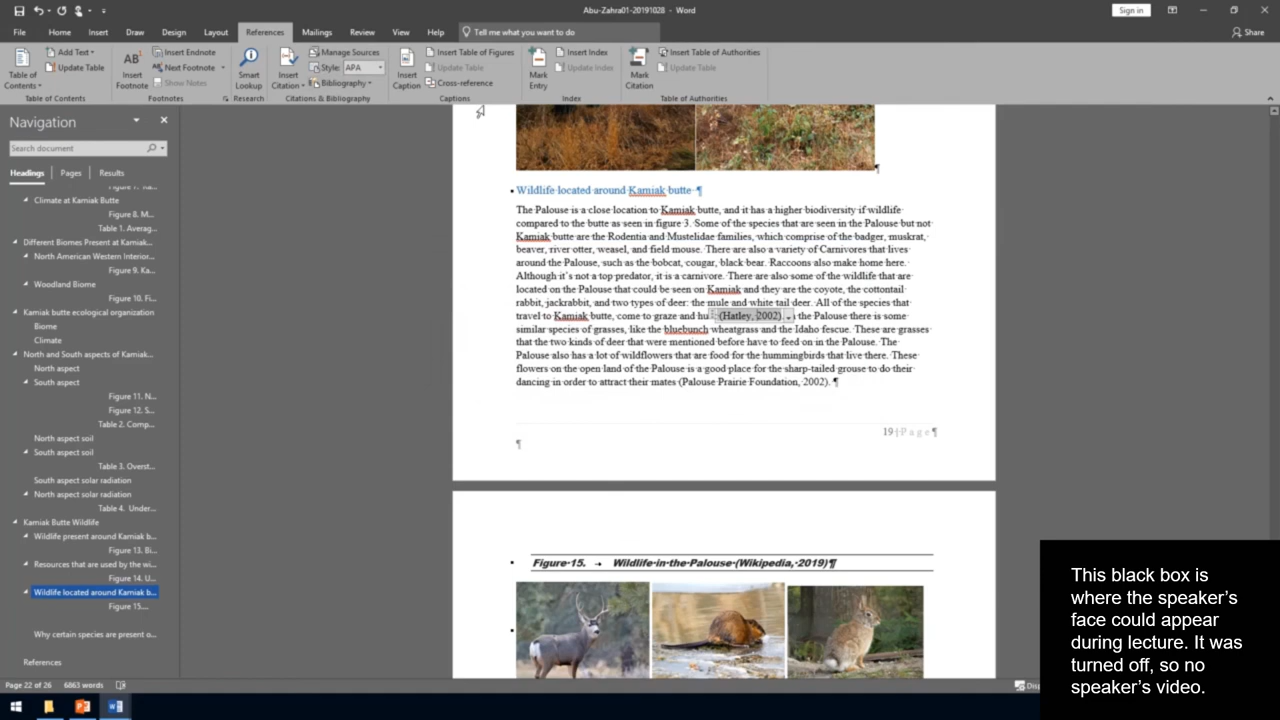 Abu-Zahra01-20191028 - Word
Sign in
File Home Insert Draw Design Layout References Mailings Review View Help Tell me what you want to do
Share
Table of Contents
Add Text
Update Table
Table of Contents
AB¹
Insert Footnote
Insert Endnote
Next Footnote
Show Notes
Footnotes
Smart Lookup
Research
Insert Citation
Manage Sources
Style: APA
Bibliography
Citations & Bibliography
Insert Caption
Insert Table of Figures
Update Table
Cross-reference
Captions
Mark Entry
Insert Index
Update Index
Index
Mark Citation
Insert Table of Authorities
Update Table
Table of Authorities
Navigation
Search document
Headings Pages Results
Climate at Kamiak Butte
Figure 8. M...
Table 1. Averag...
Different Biomes Present at Kamiak...
North American Western Interior...
Figure 9. Ka...
Woodland Biome
Figure 10. Fi...
Kamiak butte ecological organization
Biome
Climate
North and South aspects of Kamiak...
North aspect
South aspect
Figure 11. N...
Figure 12. S...
Table 2. Comp...
North aspect soil
South aspect soil
Table 3. Overst...
South aspect solar radiation
North aspect solar radiation
Table 4. Under...
Kamiak Butte Wildlife
Wildlife present around Kamiak b...
Figure 13. Bi...
Resources that are used by the wi...
Figure 14. U...
Wildlife located around Kamiak b...
Figure 15....
Why certain species are present o...
References
Wildlife located around Kamiak butte ¶
The Palouse is a close location to Kamiak butte, and it has a higher biodiversity if wildlife
compared to the butte as seen in figure 3. Some of the species that are seen in the Palouse but not
Kamiak butte are the Rodentia and Mustelidae families, which comprise of the badger, muskrat,
beaver, river otter, weasel, and field mouse. There are also a variety of Carnivores that lives
around the Palouse, such as the bobcat, cougar, black bear. Raccoons also make home here.
Although it's not a top predator, it is a carnivore. There are also some of the wildlife that are
located on the Palouse that could be seen on Kamiak and they are the coyote, the cottontail
rabbit, jackrabbit, and two types of deer: the mule and white tail deer. All of the species that
travel to Kamiak butte, come to graze and hu (Hatley, 2002). the Palouse there is some
similar species of grasses, like the bluebunch wheatgrass and the Idaho fescue. These are grasses
that the two kinds of deer that were mentioned before have to feed on in the Palouse. The
Palouse also has a lot of wildflowers that are food for the hummingbirds that live there. These
flowers on the open land of the Palouse is a good place for the sharp-tailed grouse to do their
dancing in order to attract their mates (Palouse Prairie Foundation, 2002). ¶
19 | P a g e ¶
¶
Figure 15. → Wildlife in the Palouse (Wikipedia, 2019)¶
Page 22 of 26 6863 words
This black box is
where the speaker's
face could appear
during lecture. It was
turned off, so no
speaker's video.